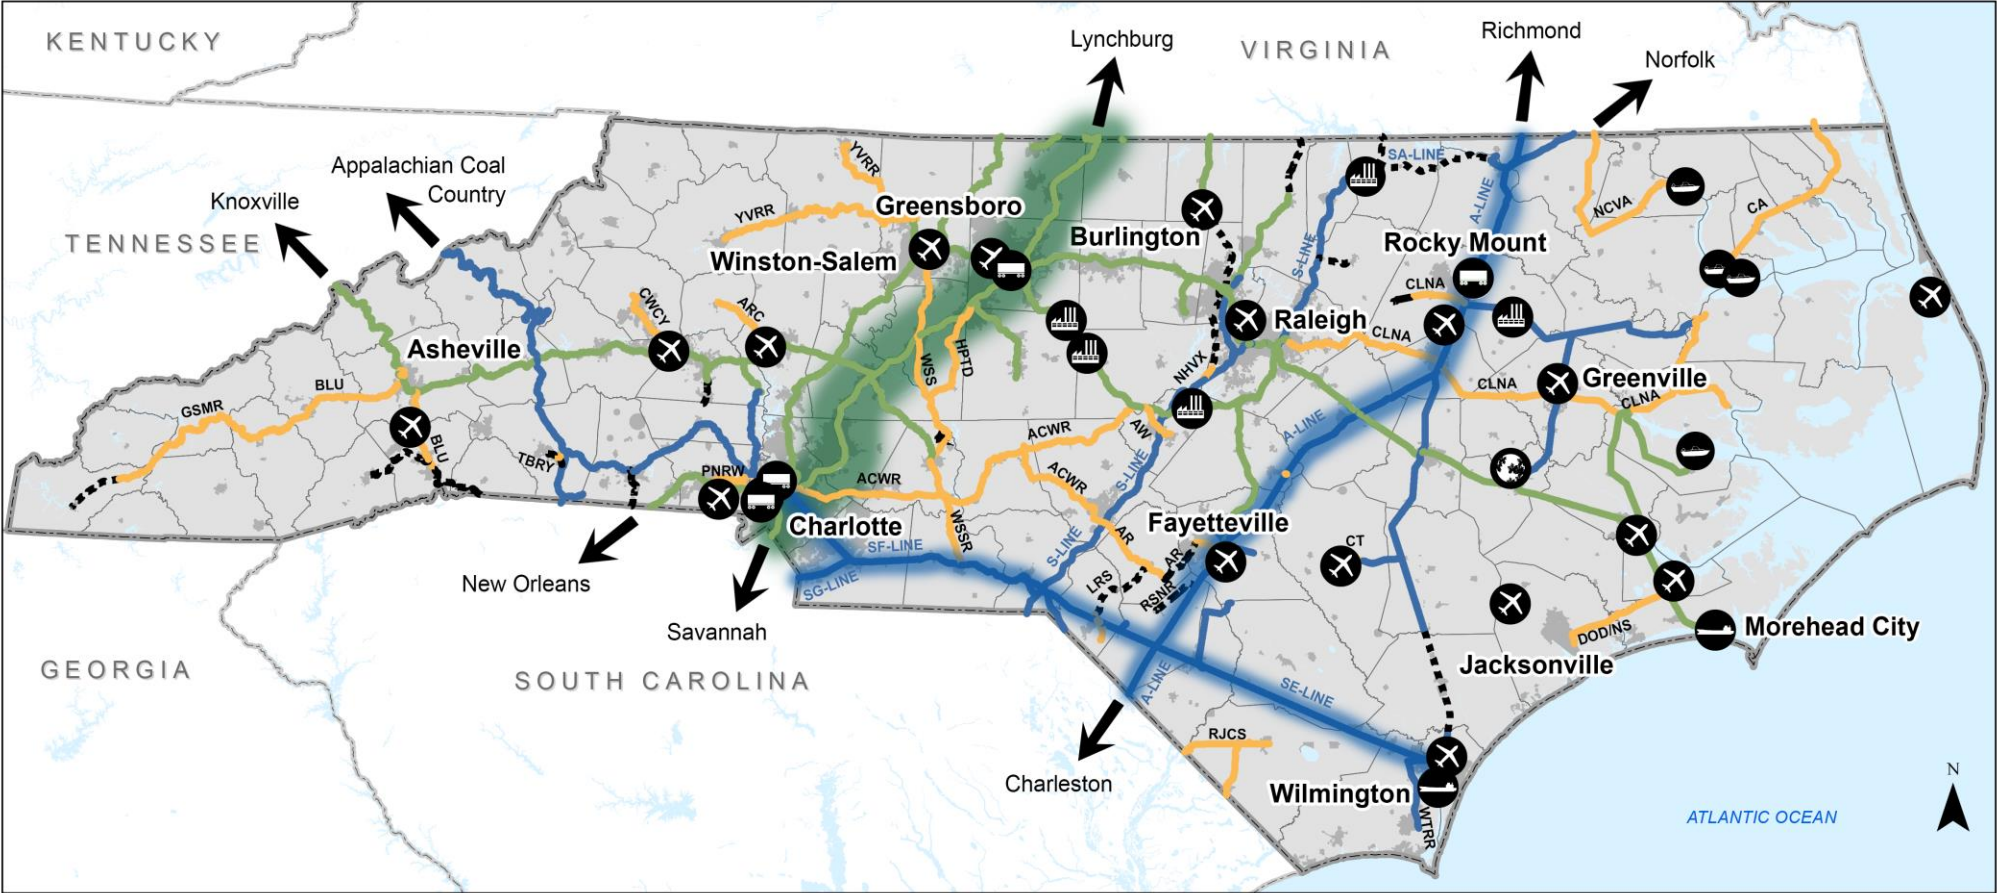 KENTUCKY
Lynchburg
VIRGINIA
Richmond
Norfolk
Appalachian Coal
Country
Knoxville
TENNESSEE
YVRR
YVRR
Greensboro
Winston-Salem
Burlington
SA-LINE
A-LINE
S-LINE
Rocky Mount
NCVA
CA
CLNA
CWCY
ARC
Asheville
Raleigh
CLNA
WSS
HPTD
NHVX
BLU
GSMR
CLNA
Greenville
CLNA
BLU
TBRY
ACWR
AW
A-LINE
PNRW
ACWR
ACWR
S-LINE
Charlotte
WSSR
AR
Fayetteville
SF-LINE
SG-LINE
S-LINE
LRS
AR
RSNR
CT
New Orleans
Savannah
DOD/NS
Morehead City
Jacksonville
GEORGIA
SOUTH CAROLINA
A-LINE
SE-LINE
RJCS
Charleston
Wilmington
WTRR
ATLANTIC OCEAN
N